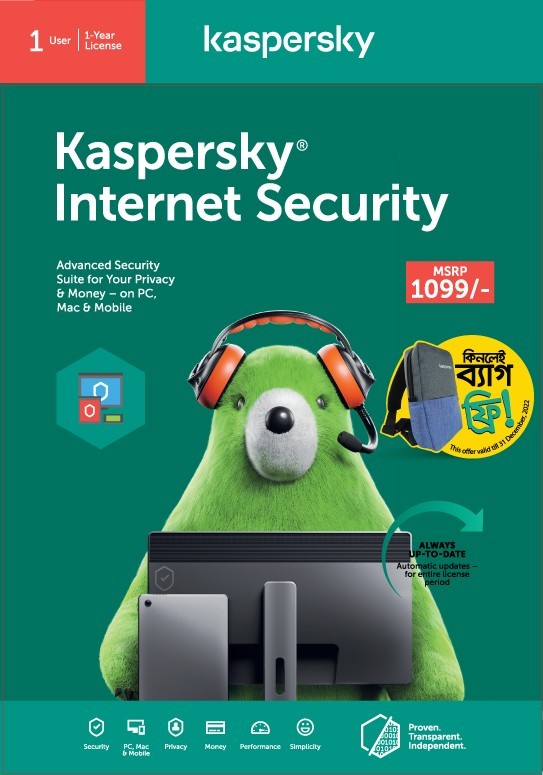 1 User
1-Year
License
kaspersky
Kaspersky®
Internet Security
Advanced Security
Suite for Your Privacy
& Money – on PC,
Mac & Mobile
MSRP
1099/-
কিনলেই
ব্যাগ
ফ্রি!
This offer valid till 31 December, 2022
ALWAYS
UP-TO-DATE
Automatic updates –
for entire license
period
Security
PC, Mac
& Mobile
Privacy
Money
Performance
Simplicity
Proven.
Transparent.
Independent.